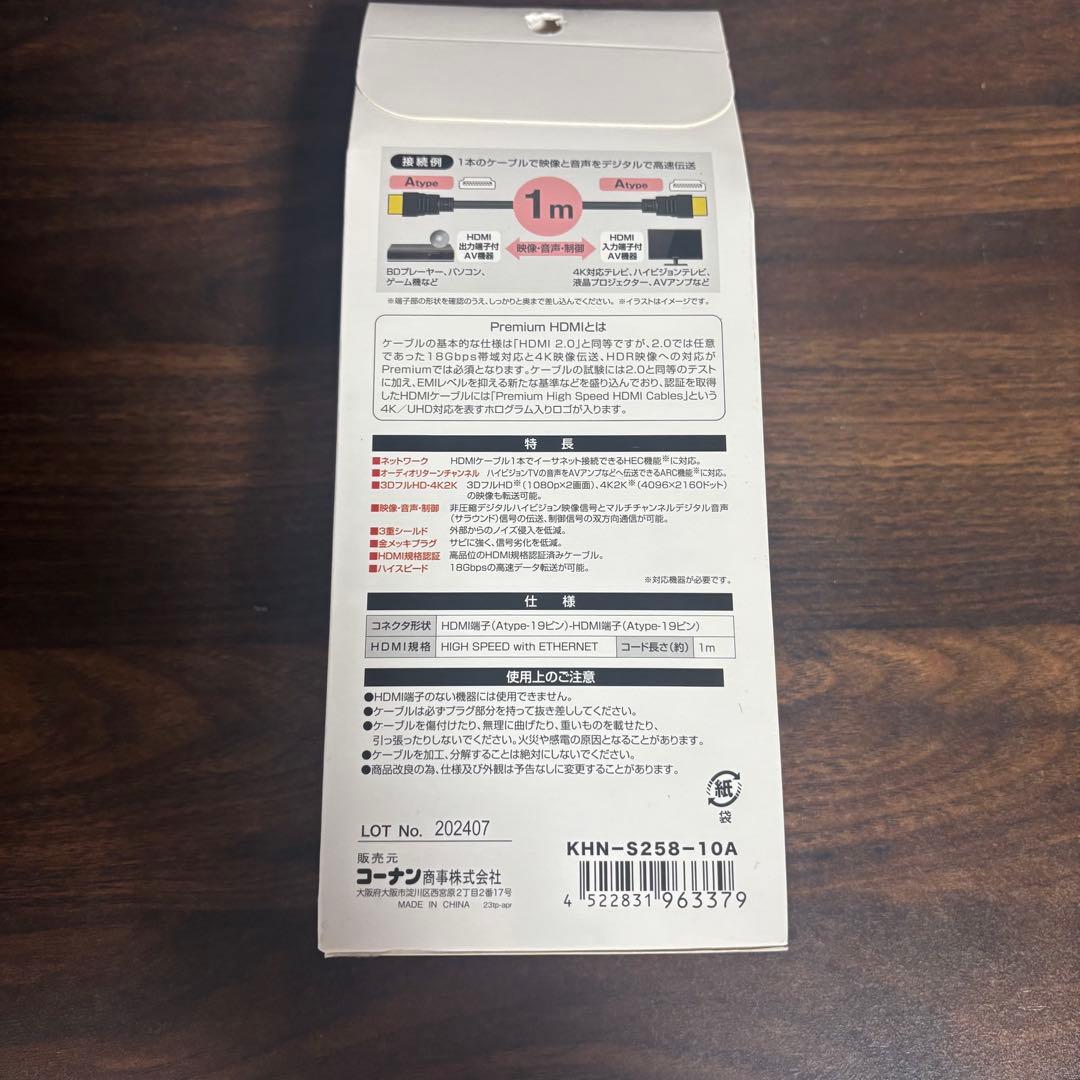 接続例 1本のケーブルで映像と音声をデジタルで高速伝送
Atype Atype
1m
HDMI
出力端子付
AV機器
映像・音声・制御
HDMI
入力端子付
AV機器
BDプレーヤー、パソコン、
ゲーム機など
4K対応テレビ、ハイビジョンテレビ、
液晶プロジェクター、AVアンプなど
※端子部の形状を確認のうえ、しっかりと奥まで差し込んでください。※イラストはイメージです。
Premium HDMIとは
ケーブルの基本的な仕様は「HDMI 2.0」と同等ですが、2.0では任意
であった18Gbps帯域対応と4K映像伝送、HDR映像への対応が
Premiumでは必須となります。ケーブルの試験には2.0と同等のテスト
に加え、EMIレベルを抑える新たな基準などを盛り込んでおり、認証を取得
したHDMIケーブルには「Premium High Speed HDMI Cables」という
4K/UHD対応を表すホログラム入りロゴが入ります。
特 長
■ネットワーク HDMIケーブル1本でイーサネット接続できるHEC機能※に対応。
■オーディオリターンチャンネル ハイビジョンTVの音声をAVアンプなどへ伝送できるARC機能※に対応。
■3DフルHD・4K2K 3DフルHD※(1080p×2画面)、4K2K※(4096×2160ドット)
の映像も転送可能。
■映像・音声・制御 非圧縮デジタルハイビジョン映像信号とマルチチャンネルデジタル音声
(サラウンド)信号の伝送、制御信号の双方向通信が可能。
■3重シールド 外部からのノイズ侵入を低減。
■金メッキプラグ サビに強く、信号劣化を低減。
■HDMI規格認証 高品位のHDMI規格認証済みケーブル。
■ハイスピード 18Gbpsの高速データ転送が可能。
※対応機器が必要です。
仕 様
コネクタ形状 HDMI端子(Atype-19ピン)-HDMI端子(Atype-19ピン)
HDMI規格 HIGH SPEED with ETHERNET コード長さ(約) 1m
使用上のご注意
●HDMI端子のない機器には使用できません。
●ケーブルは必ずプラグ部分を持って抜き差ししてください。
●ケーブルを傷付けたり、無理に曲げたり、重いものを載せたり、
引っ張ったりしないでください。火災や感電の原因となることがあります。
●ケーブルを加工、分解することは絶対にしないでください。
●商品改良の為、仕様及び外観は予告なしに変更することがあります。
紙
袋
LOT No. 202407
販売元
コーナン商事株式会社
大阪府大阪市淀川区西宮原2丁目2番17号
MADE IN CHINA 23tp-apr
KHN-S258-10A
4 522831 963379